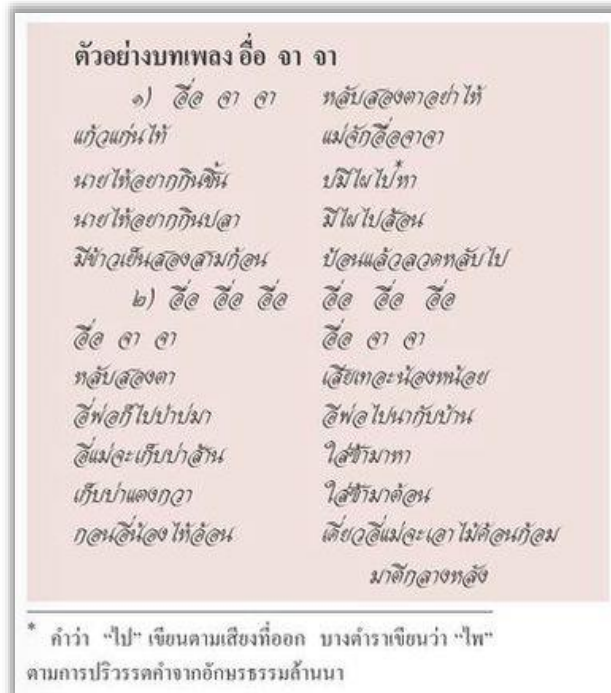 ตัวอย่างบทเพลง อื่อ จา จา
๑) อื่อ จา จา หลับสองตาอย่าไห้
แก้วแก่นไท้ แม่จักอื่อจาจา
นายไห้อยากกินชิ้น บ่มีไผไป*หา
นายไห้อยากกินปลา มีไผไปส้อน
มีข้าวเย็นสองสามก้อน ป้อนแล้วลวดหลับไป
๒) อื่อ อื่อ อื่อ อื่อ อื่อ อื่อ
อื่อ จา จา อื่อ จา จา
หลับสองตา เสียเทอะน้องหน้อย
อี่พ่อก็ไปป่าบ่มา อี่พ่อไปนากับบ้าน
อี่แม่จะเก็บบ่าส้าน ใส่ซ้ามาหา
เก็บบ่าแตงกวา ใส่ซ้ามาต้อน
กอนอี่น้องไห้อ้อน เดียวอี่แม่จะเอาไม้ค้อนก้อม
มาตีกลางหลัง
* คำว่า “ไป” เขียนตามเสียงที่ออก บางตำราเขียนว่า “ไพ”
ตามการปริวรรตคำจากอักษรธรรมล้านนา